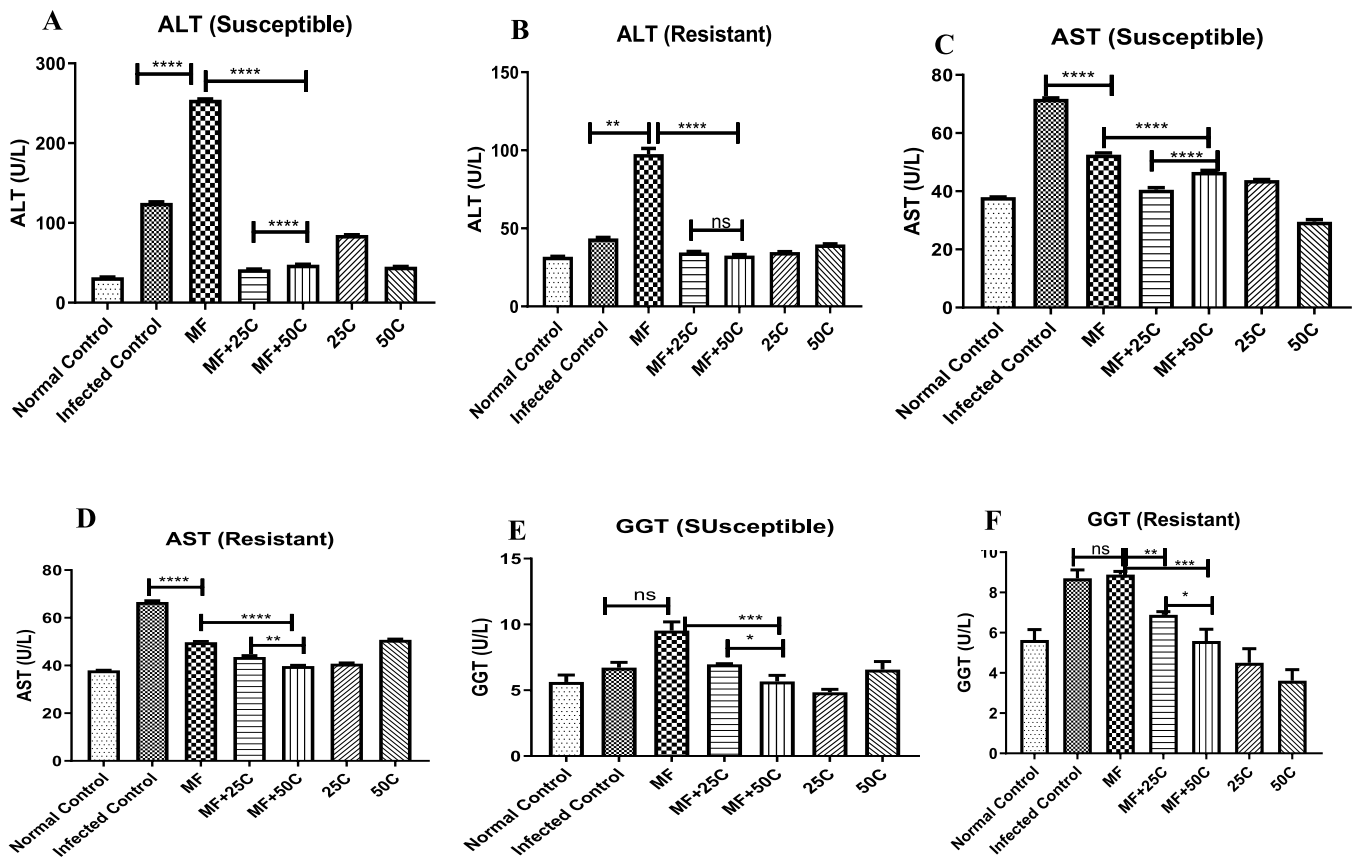 A
ALT (Susceptible)
ALT (U/L)
300
200
100
0
****
****
****
Normal Control
Infected Control
MF
MF+25C
MF+50C
25C
50C
B
ALT (Resistant)
ALT (U/L)
150
100
50
0
**
****
ns
Normal Control
Infected Control
MF
MF+25C
MF+50C
25C
50C
C
AST (Susceptible)
AST (U/L)
80
60
40
20
0
****
****
****
Normal Control
Infected Control
MF
MF+25C
MF+50C
25C
50C
D
AST (Resistant)
AST (U/L)
80
60
40
20
0
****
****
**
Normal Control
Infected Control
MF
MF+25C
MF+50C
25C
50C
E
GGT (SUsceptible)
GGT (U/L)
15
10
5
0
ns
***
*
Normal Control
Infected Control
MF
MF+25C
MF+50C
25C
50C
F
GGT (Resistant)
GGT (U/L)
10
8
6
4
2
0
ns
**
***
*
Normal Control
Infected Control
MF
MF+25C
MF+50C
25C
50C